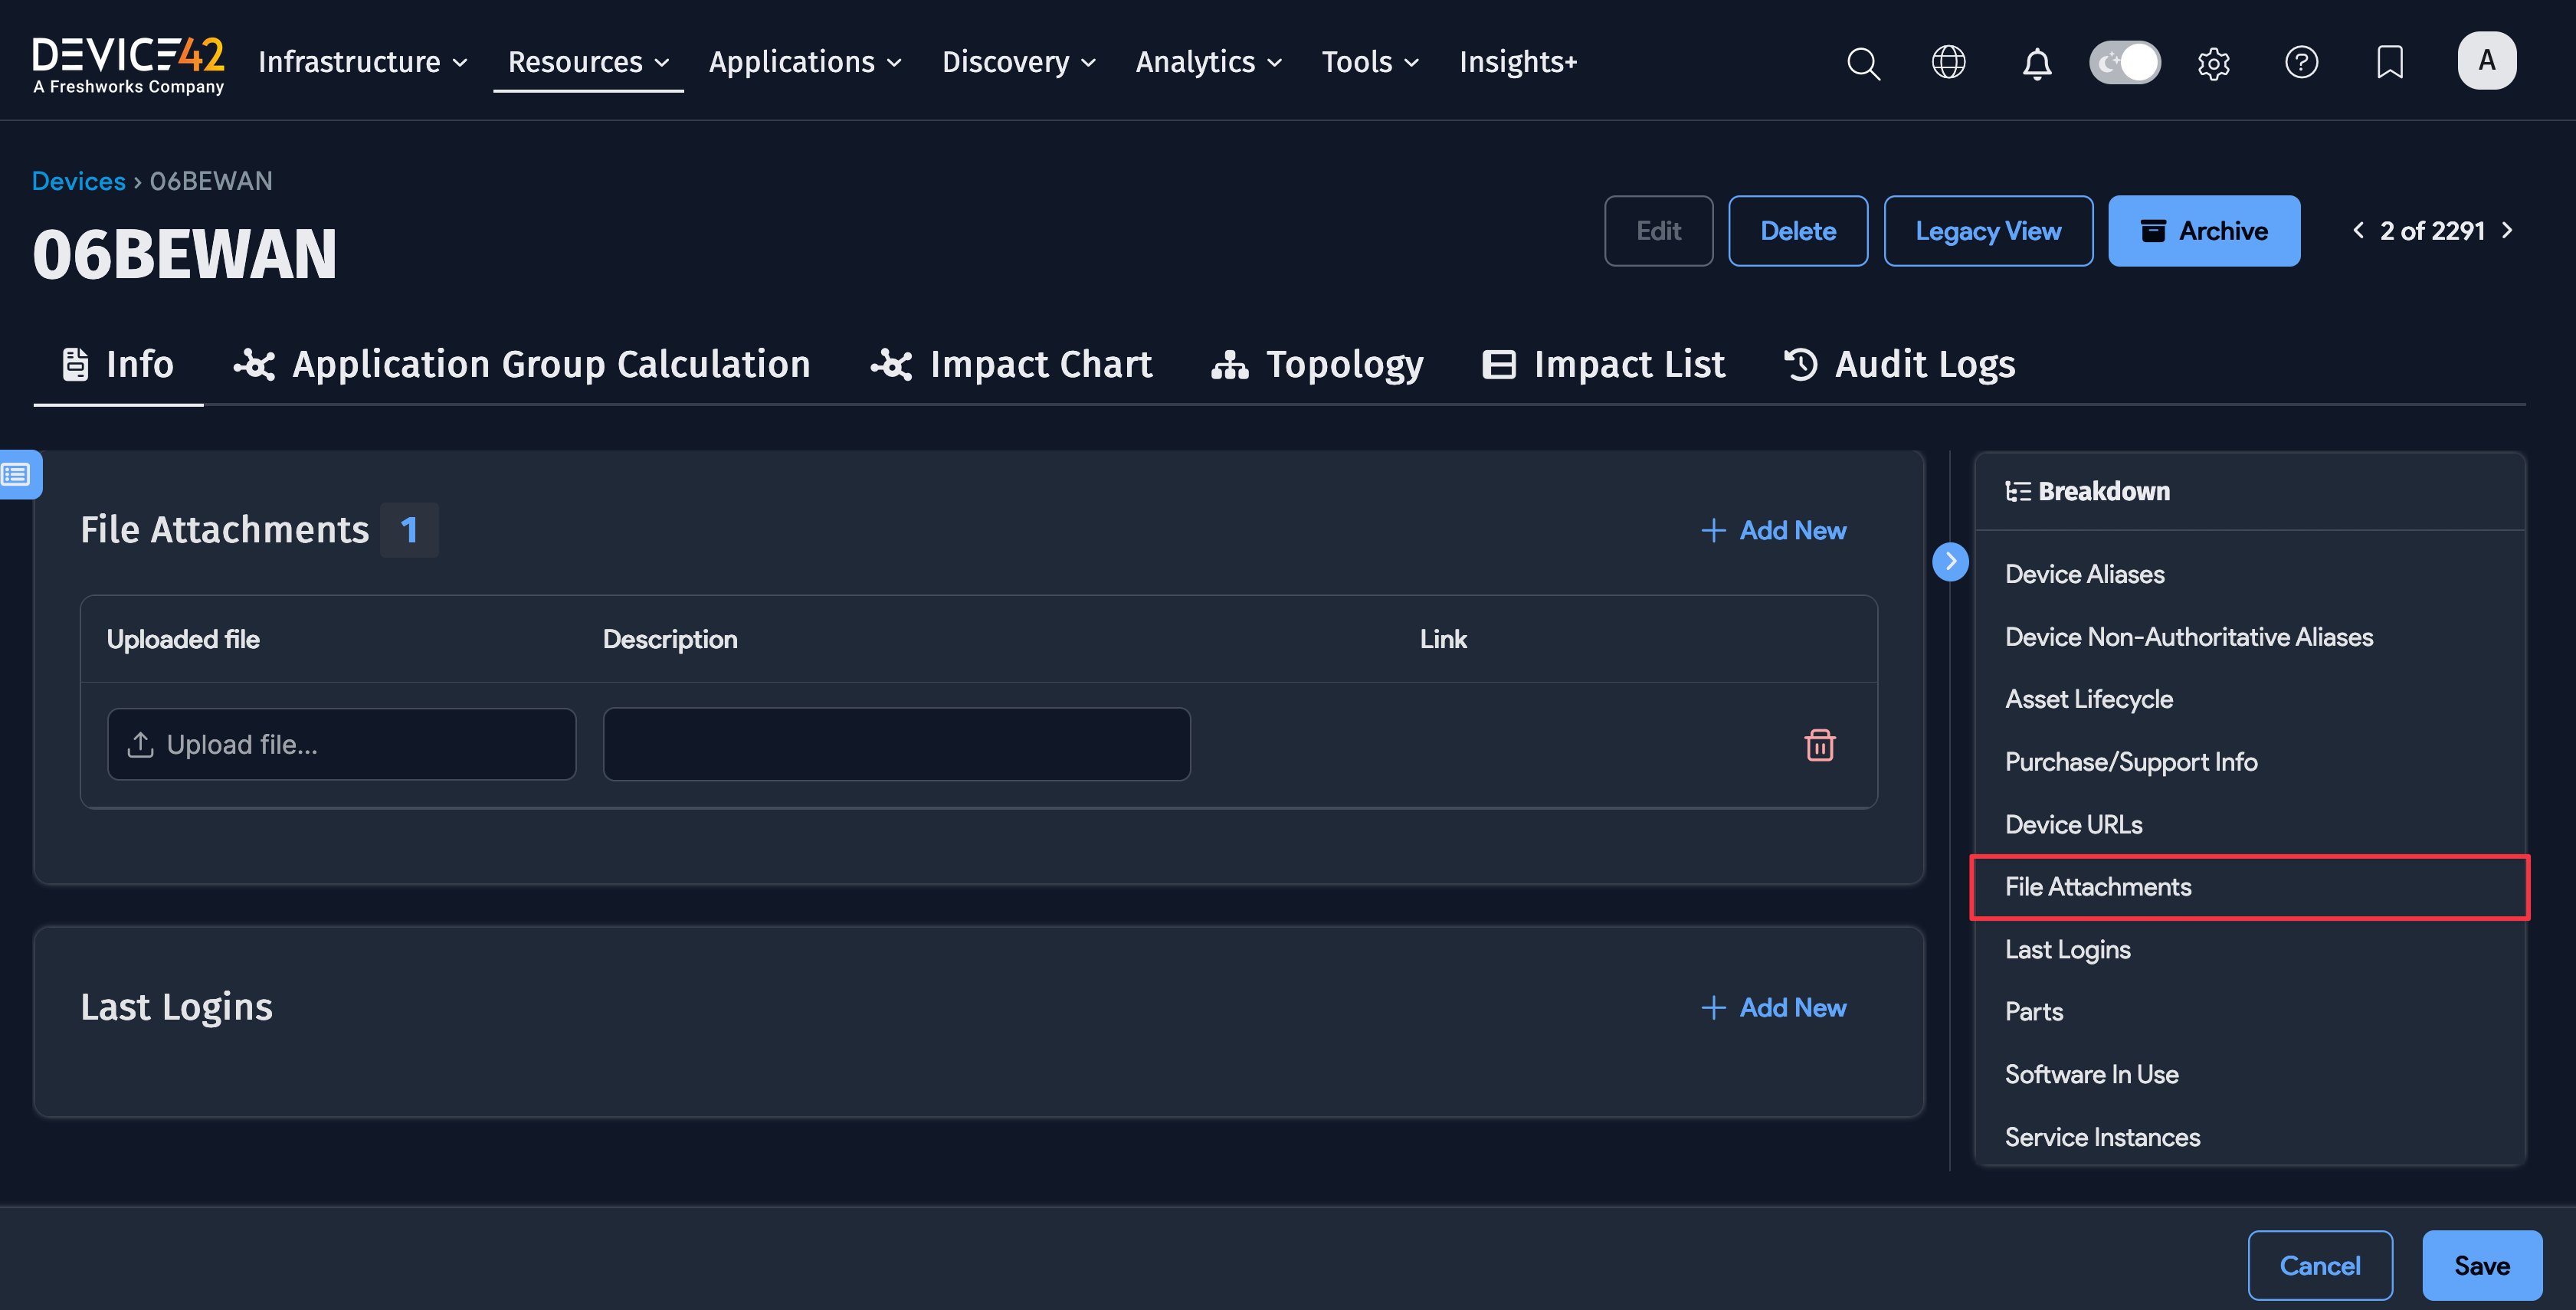 DEVICE42
A Freshworks Company
Infrastructure
Resources
Applications
Discovery
Analytics
Tools
Insights+
A
Devices › 06BEWAN
06BEWAN
Edit
Delete
Legacy View
Archive
2 of 2291
Info
Application Group Calculation
Impact Chart
Topology
Impact List
Audit Logs
File Attachments 1
+ Add New
Uploaded file
Description
Link
Upload file...
Last Logins
+ Add New
Breakdown
Device Aliases
Device Non-Authoritative Aliases
Asset Lifecycle
Purchase/Support Info
Device URLs
File Attachments
Last Logins
Parts
Software In Use
Service Instances
Cancel
Save